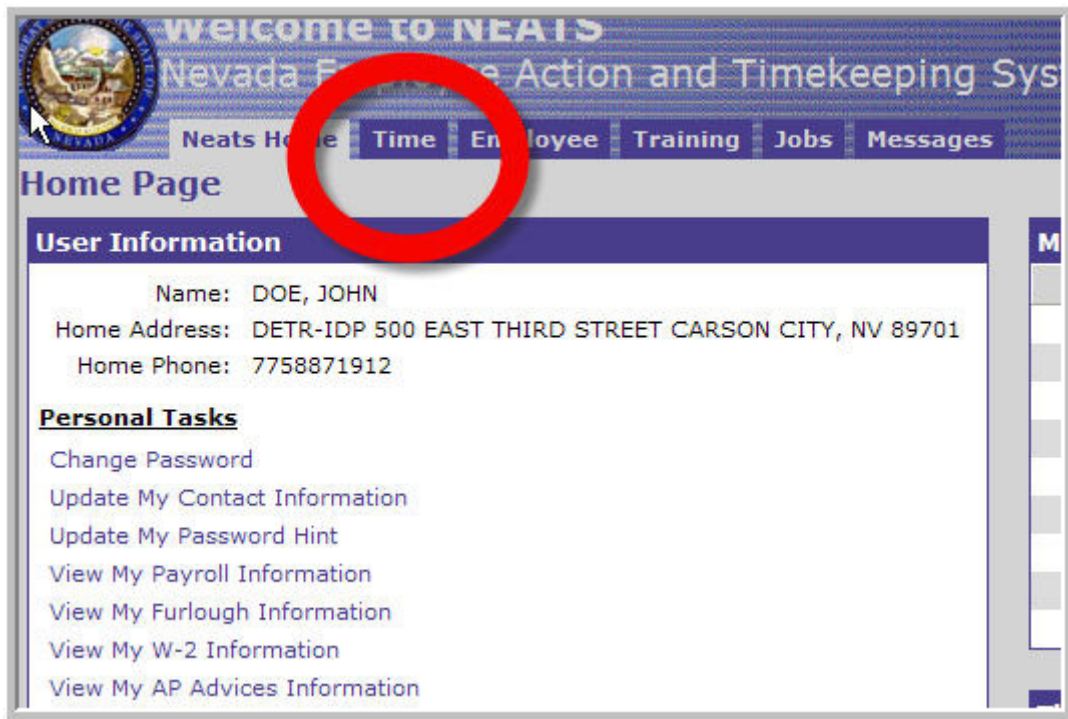 Welcome to NEATS
Nevada Action and Timekeeping Sys
Neats Time Training Jobs Messages
Home Page
User Information
M
Name: DOE, JOHN
Home Address: DETR-IDP 500 EAST THIRD STREET CARSON CITY, NV 89701
Home Phone: 7758871912
Personal Tasks
Change Password
Update My Contact Information
Update My Password Hint
View My Payroll Information
View My Furlough Information
View My W-2 Information
View My AP Advices Information